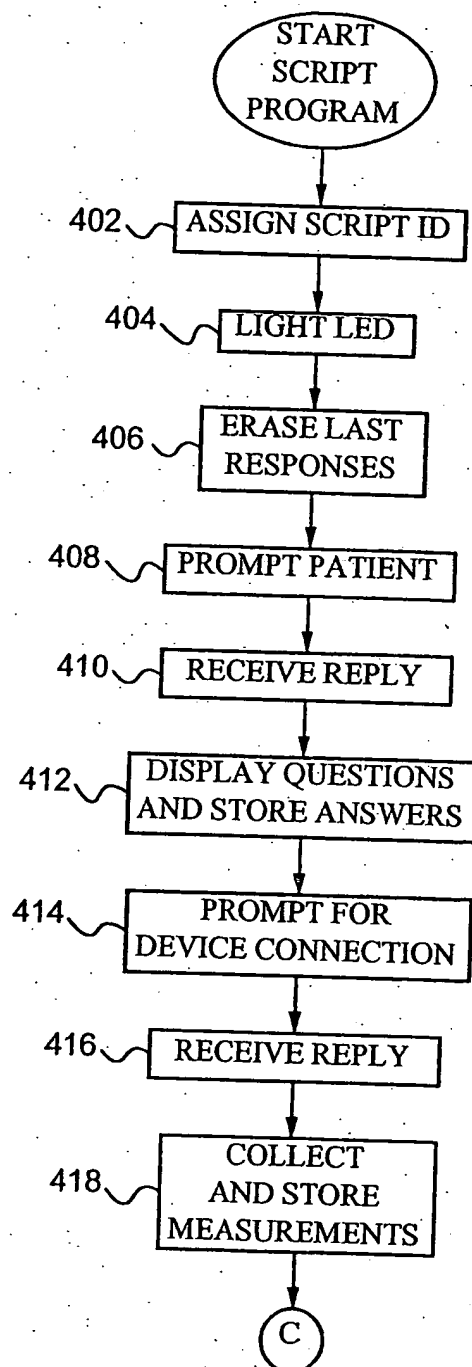 START
SCRIPT
PROGRAM
402 ASSIGN SCRIPT ID
404 LIGHT LED
406 ERASE LAST
RESPONSES
408 PROMPT PATIENT
410 RECEIVE REPLY
412 DISPLAY QUESTIONS
AND STORE ANSWERS
414 PROMPT FOR
DEVICE CONNECTION
416 RECEIVE REPLY
418 COLLECT
AND STORE
MEASUREMENTS
C